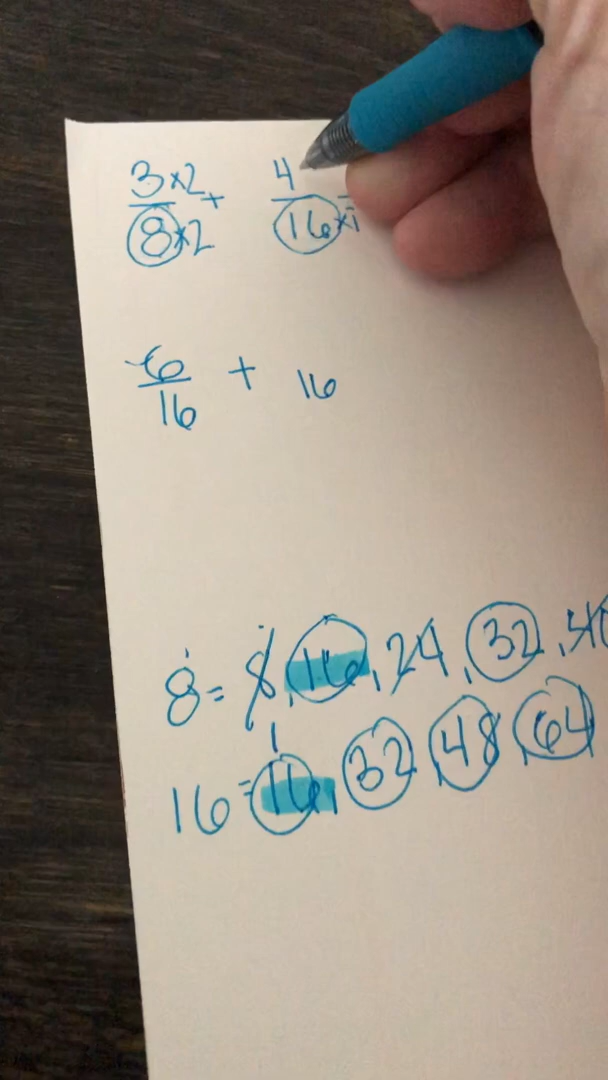 3×2 + 4
8×2 16×1
6 + 
16 16
8 = 8, 16, 24, 32, 40
16 = 16, 32, 48, 64